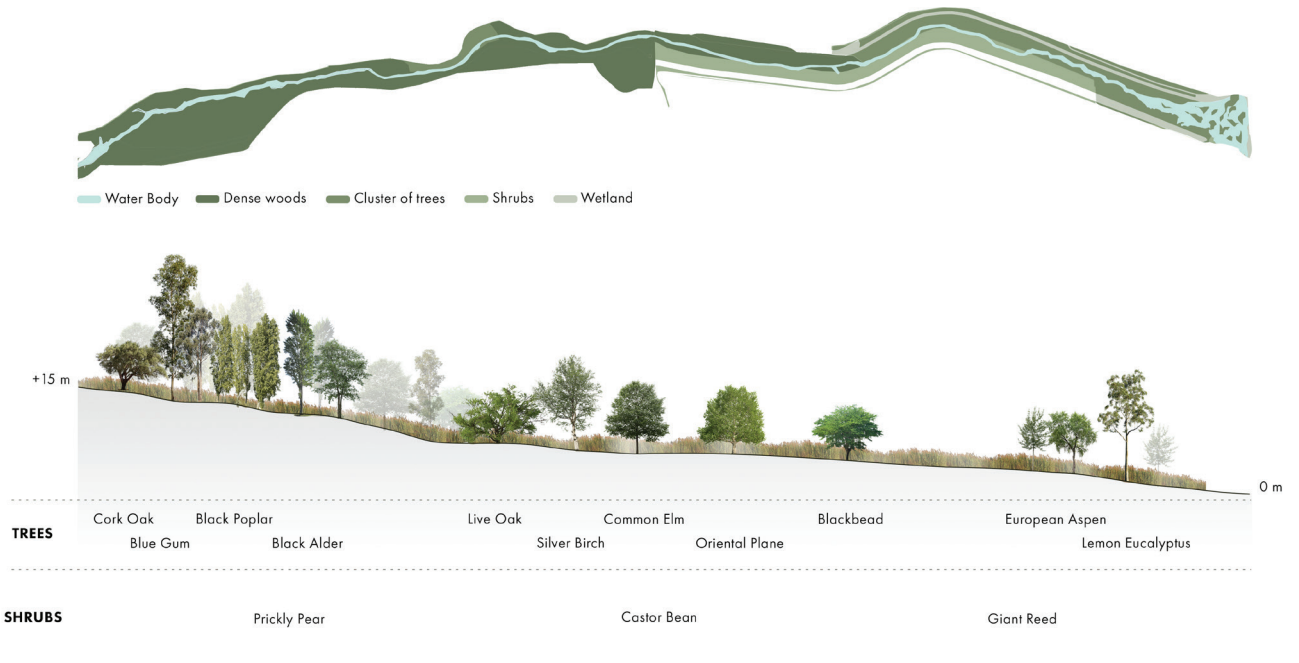 Water Body Dense woods Cluster of trees Shrubs Wetland
+15 m
0 m
TREES
Cork Oak Black Poplar Live Oak Common Elm Blackbead European Aspen
Blue Gum Black Alder Silver Birch Oriental Plane Lemon Eucalyptus
SHRUBS Prickly Pear Castor Bean Giant Reed